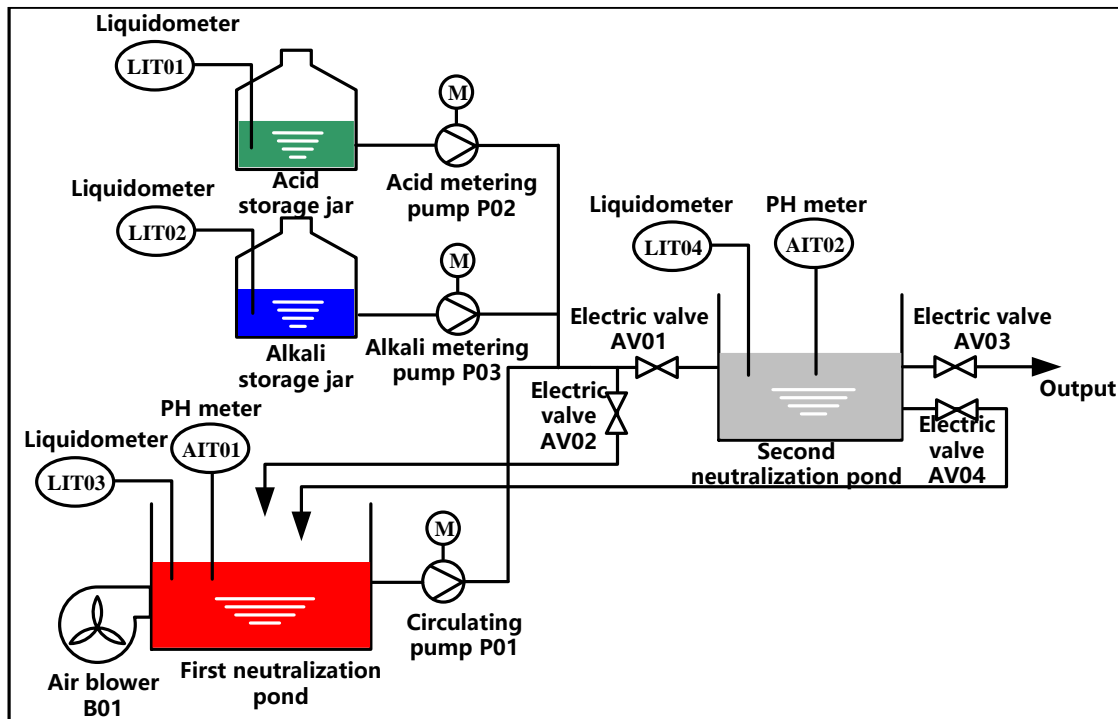 Liquidometer
LIT01
M
Acid
storage jar
Acid metering
pump P02
Liquidometer
LIT02
M
Alkali
storage jar
Alkali metering
pump P03
Liquidometer
LIT04
PH meter
AIT02
Electric valve
AV01
Electric valve
AV03
Output
Electric
valve
AV02
Electric
valve
AV04
Second
neutralization pond
PH meter
AIT01
Liquidometer
LIT03
M
Circulating
pump P01
First neutralization
pond
Air blower
B01